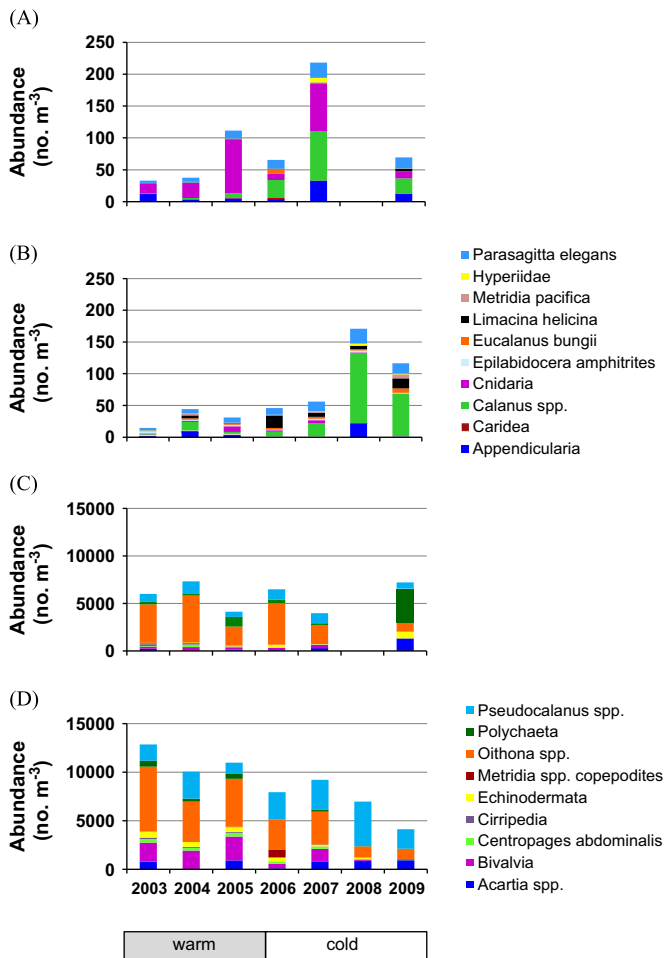 (A)
Abundance
(no. m-3)
250
200
150
100
50
0
(B)
Abundance
(no. m-3)
250
200
150
100
50
0
Parasagitta elegans
Hyperiidae
Metridia pacifica
Limacina helicina
Eucalanus bungii
Epilabidocera amphitrites
Cnidaria
Calanus spp.
Caridea
Appendicularia
(C)
Abundance
(no. m-3)
15000
10000
5000
0
(D)
Abundance
(no. m-3)
15000
10000
5000
0
Pseudocalanus spp.
Polychaeta
Oithona spp.
Metridia spp. copepodites
Echinodermata
Cirripedia
Centropages abdominalis
Bivalvia
Acartia spp.
2003 2004 2005 2006 2007 2008 2009
warm cold